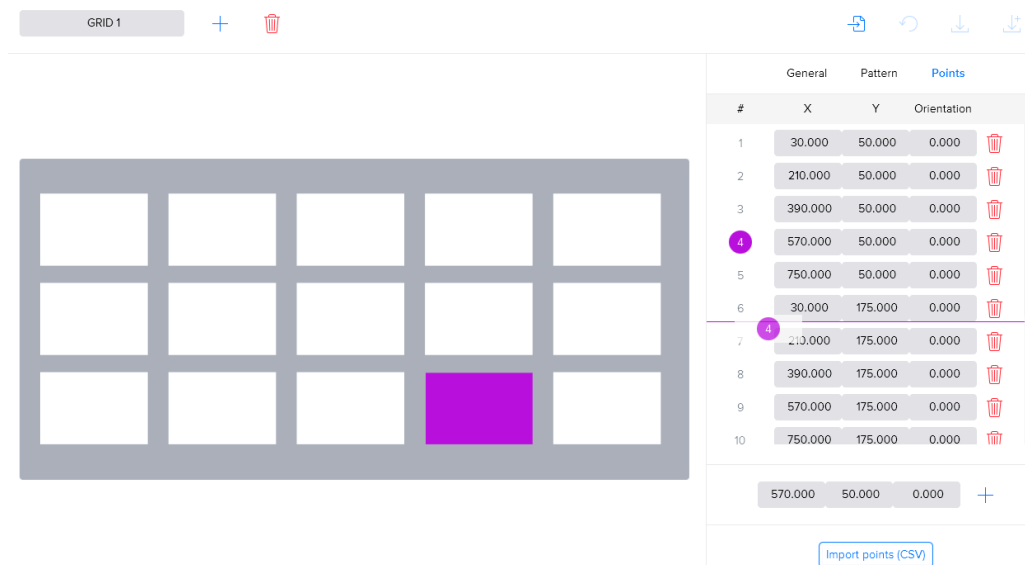 GRID 1
General Pattern Points
# X Y Orientation
1 30.000 50.000 0.000
2 210.000 50.000 0.000
3 390.000 50.000 0.000
4 570.000 50.000 0.000
5 750.000 50.000 0.000
6 30.000 175.000 0.000
4
7 210.000 175.000 0.000
8 390.000 175.000 0.000
9 570.000 175.000 0.000
10 750.000 175.000 0.000
570.000 50.000 0.000
Import points (CSV)